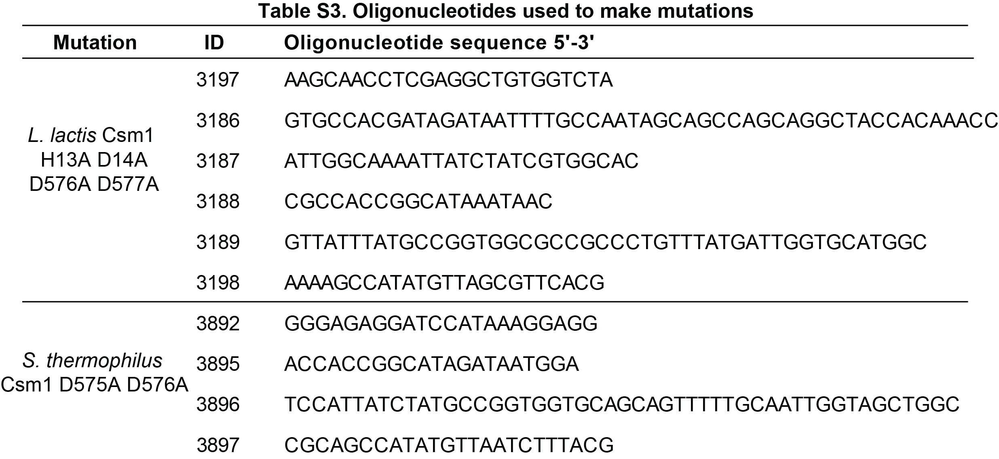 Table S3. Oligonucleotides used to make mutations
Mutation ID Oligonucleotide sequence 5'-3'
L. lactis Csm1
H13A D14A
D576A D577A
3197 AAGCAACCTCGAGGCTGTGGTCTA
3186 GTGCCACGATAGATAATTTTGCCAATAGCAGCCAGCAGGCTACCACAAACC
3187 ATTGGCAAAATTATCTATCGTGGCAC
3188 CGCCACCGGCATAAATAAC
3189 GTTATTTATGCCGGTGGCGCCGCCCTGTTTATGATTGGTGCATGGC
3198 AAAAGCCATATGTTAGCGTTCACG
S. thermophilus
Csm1 D575A D576A
3892 GGGAGAGGATCCATAAAGGAGG
3895 ACCACCGGCATAGATAATGGA
3896 TCCATTATCTATGCCGGTGGTGCAGCAGTTTTTGCAATTGGTAGCTGGC
3897 CGCAGCCATATGTTAATCTTTACG